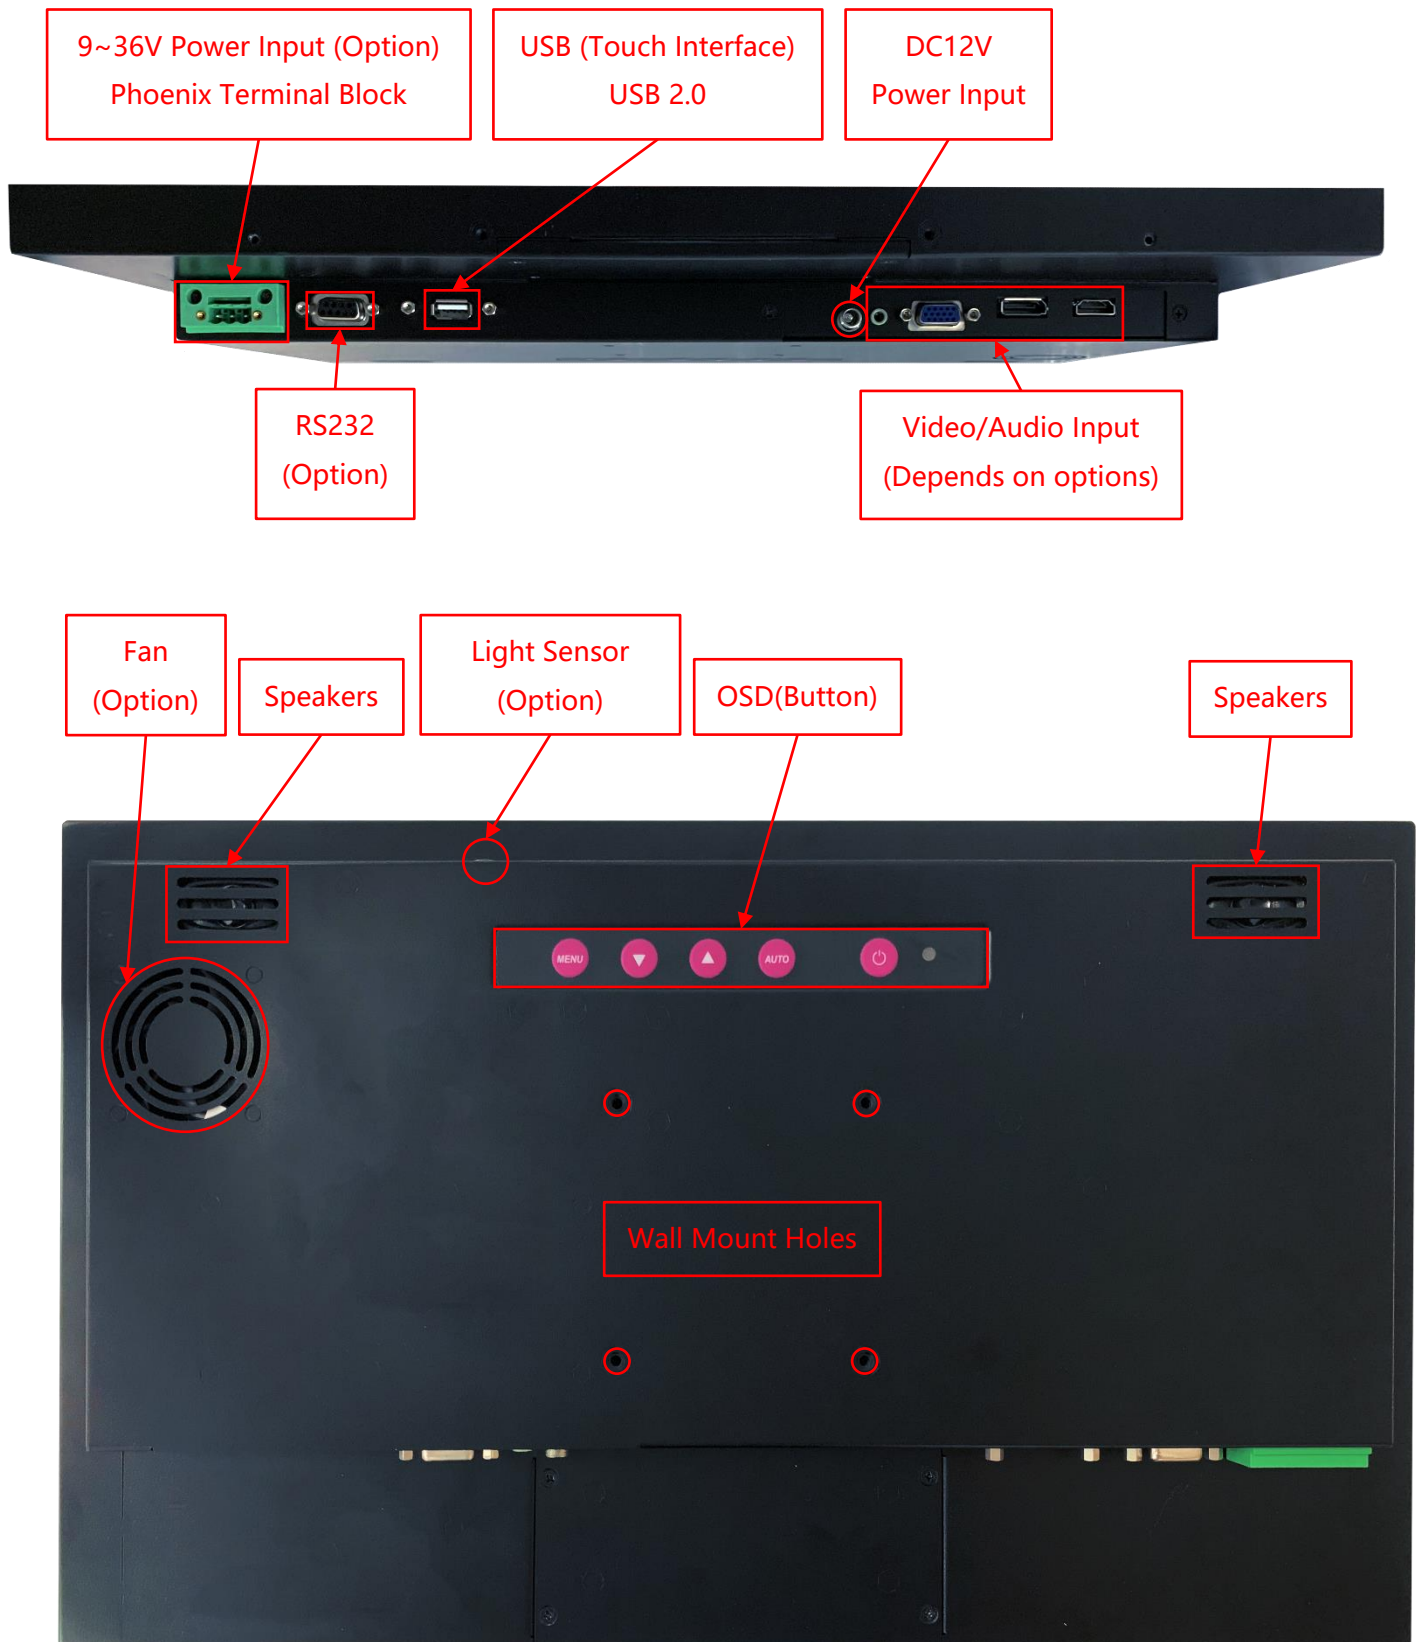 9~36V Power Input (Option)
Phoenix Terminal Block
USB (Touch Interface)
USB 2.0
DC12V
Power Input
RS232
(Option)
Video/Audio Input
(Depends on options)
Fan
(Option)
Speakers
Light Sensor
(Option)
OSD(Button)
Speakers
MENU
AUTO
Wall Mount Holes